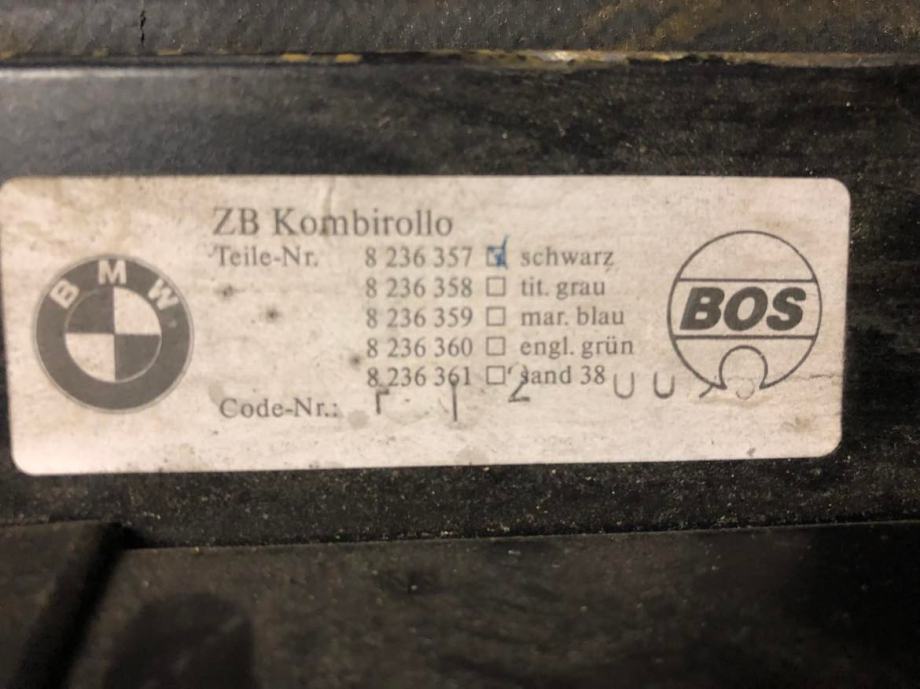 ZB Kombirollo
Teile-Nr. 8 236 357 schwarz
8 236 358 tit. grau
8 236 359 mar. blau
8 236 360 engl. grün
8 236 361 sand 38
Code-Nr.:
BMW
BOS